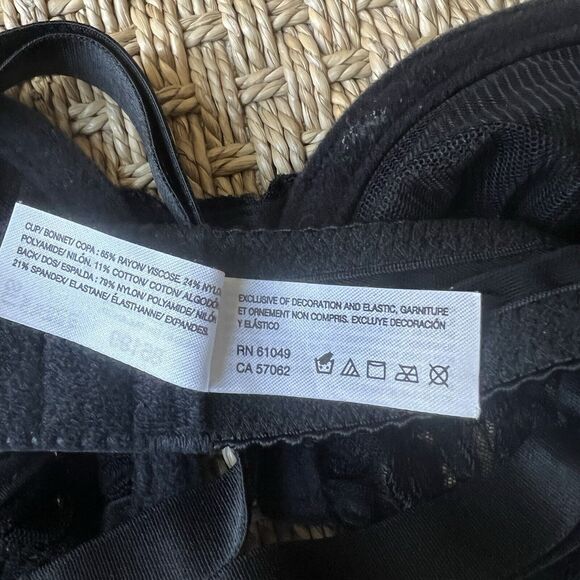 CUP/ BONNET/ COPA : 65% RAYON/ VISCOSE. 24% NYLO
POLYAMIDE/ NILÓN. 11% COTTON/ COTON/ ALGODÓ
BACK/ DOS/ ESPALDA : 79% NYLON/ POLYAMIDE/ NILÓ
21% SPANDEX/ ELASTANE/ ÉLASTHANNE/ EXPANDEX.
EXCLUSIVE OF DECORATION AND ELASTIC, GARNITURE
ET ORNEMENT NON COMPRIS. EXCLUYE DECORACIÓN
Y ELÁSTICO
RN 61049
CA 57062